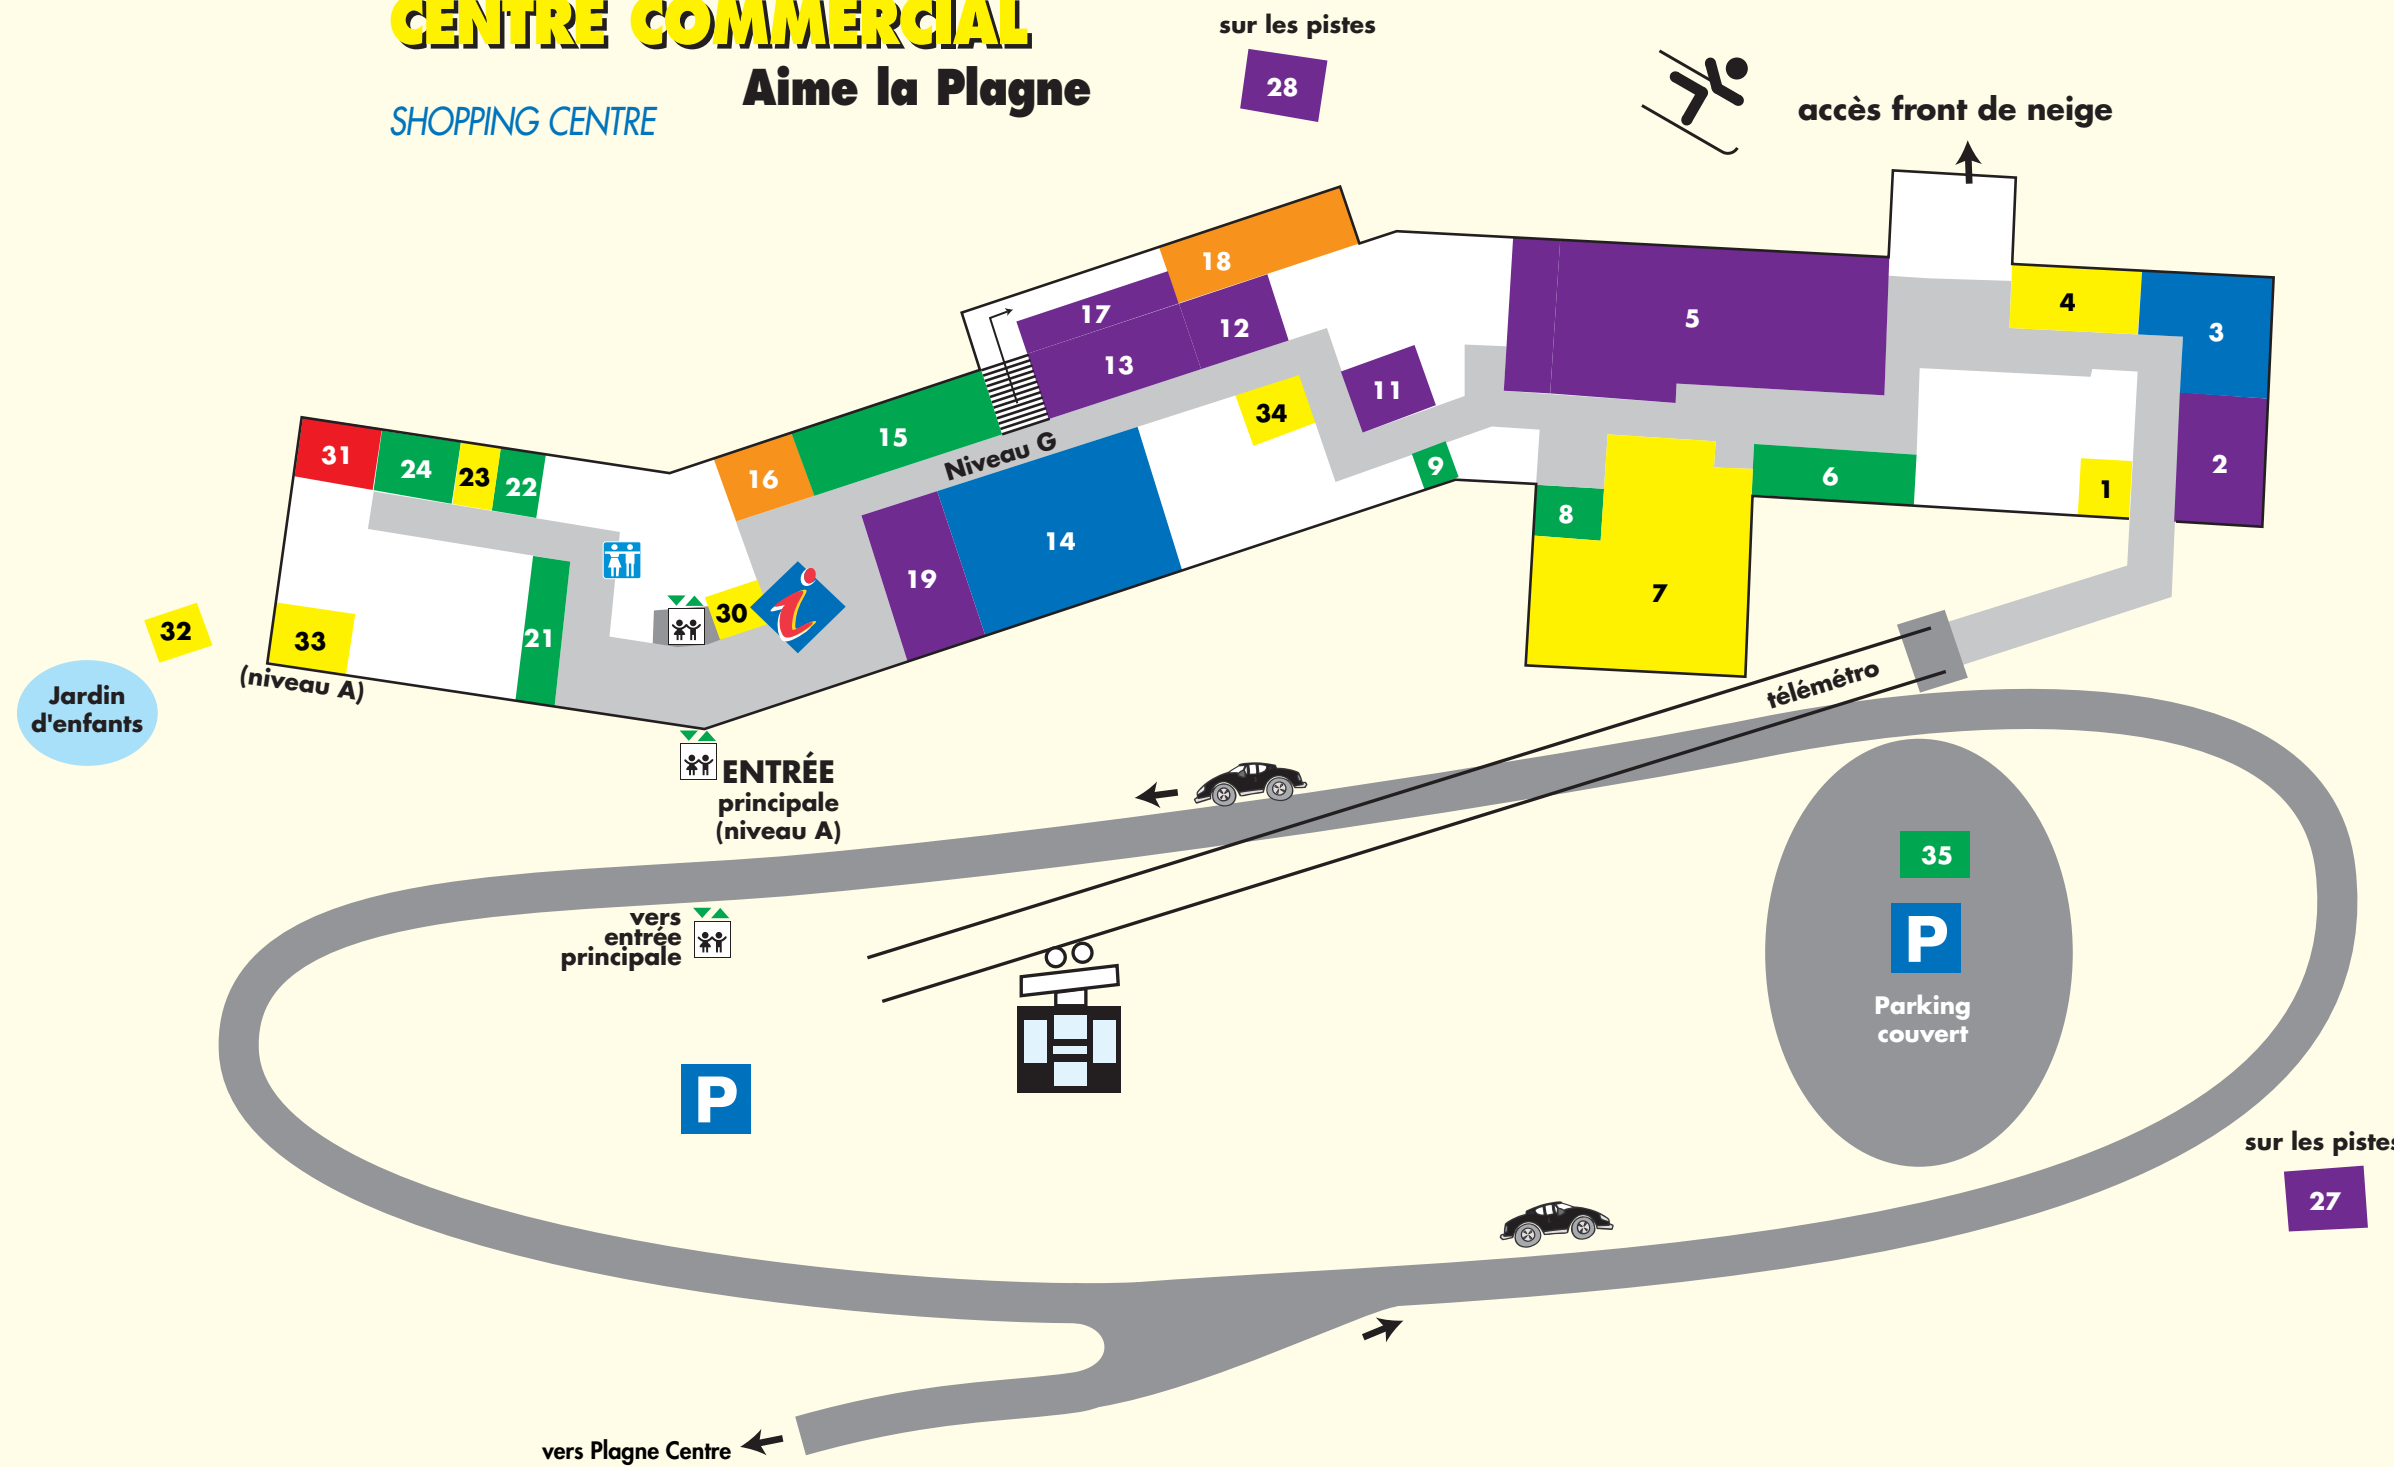 CENTRE COMMERCIAL
Aime la Plagne
SHOPPING CENTRE
sur les pistes
28
accès front de neige
18
17
12
13
5
4
3
11
34
15
Niveau G
16
9
6
2
1
31
24
23
22
8
14
19
7
i
30
21
33
32
(niveau A)
Jardin
d'enfants
télémétro
ENTRÉE
principale
(niveau A)
vers
entrée
principale
35
P
Parking
couvert
P
sur les pistes
27
vers Plagne Centre